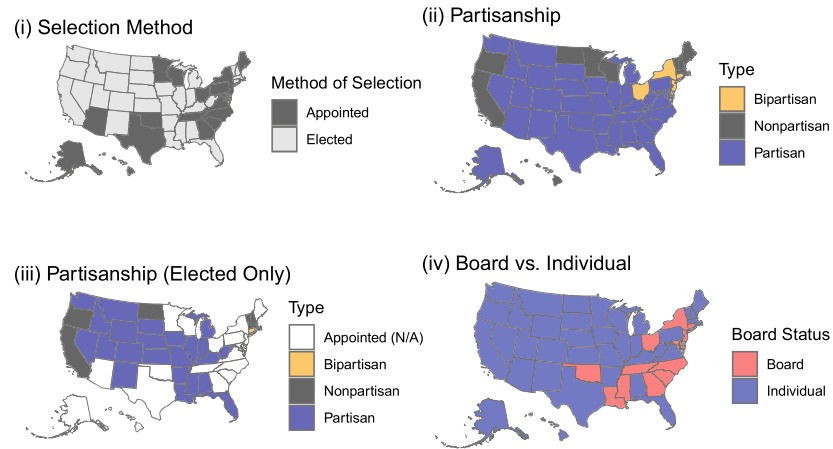 (i) Selection Method
Method of Selection
Appointed
Elected
(ii) Partisanship
Type
Bipartisan
Nonpartisan
Partisan
(iii) Partisanship (Elected Only)
Type
Appointed (N/A)
Bipartisan
Nonpartisan
Partisan
(iv) Board vs. Individual
Board Status
Board
Individual